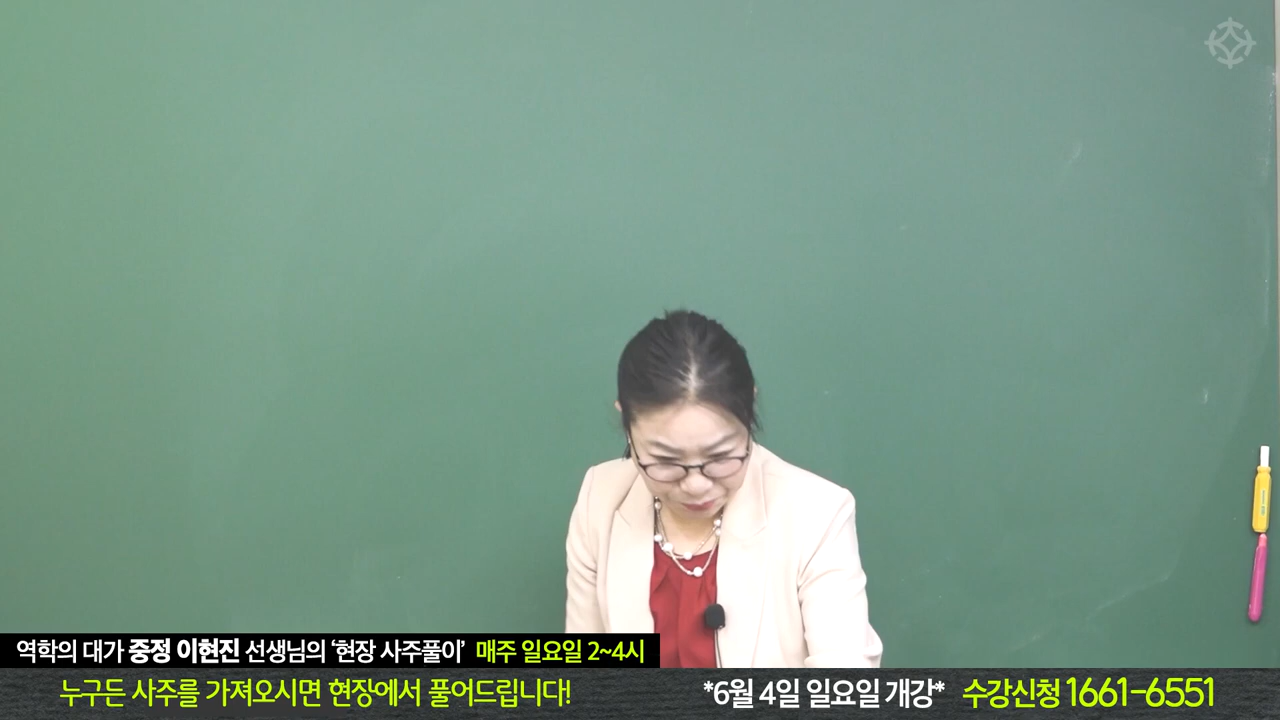 역학의 대가 중정 이현진 선생님의 '현장 사주풀이' 매주 일요일 2~4시
누구든 사주를 가져오시면 현장에서 풀어드립니다!
*6월 4일 일요일 개강* 수강신청 1661-6551